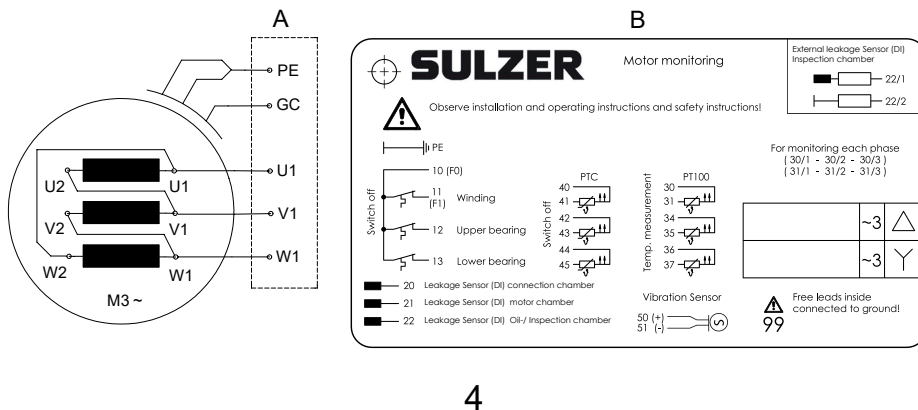 A
PE
GC
U2
U1
U1
V2
V1
V1
W2
W1
W1
M3 ~
B
SULZER
Motor monitoring
External leakage Sensor (DI)
Inspection chamber
22/1
22/2
Observe installation and operating instructions and safety instructions!
PE
For monitoring each phase
( 30/1 - 30/2 - 30/3 )
( 31/1 - 31/2 - 31/3 )
Switch off
10 (F0)
11 Winding
(F1)
12 Upper bearing
13 Lower bearing
Switch off
PTC
40
41
42
43
44
45
Temp. measurement
PT100
30
31
34
35
36
37
~3
~3
20 Leakage Sensor (DI) connection chamber
21 Leakage Sensor (DI) motor chamber
22 Leakage Sensor (DI) Oil-/ Inspection chamber
Vibration Sensor
50 (+)
51 (-)
S
Free leads inside
connected to ground!
99
4